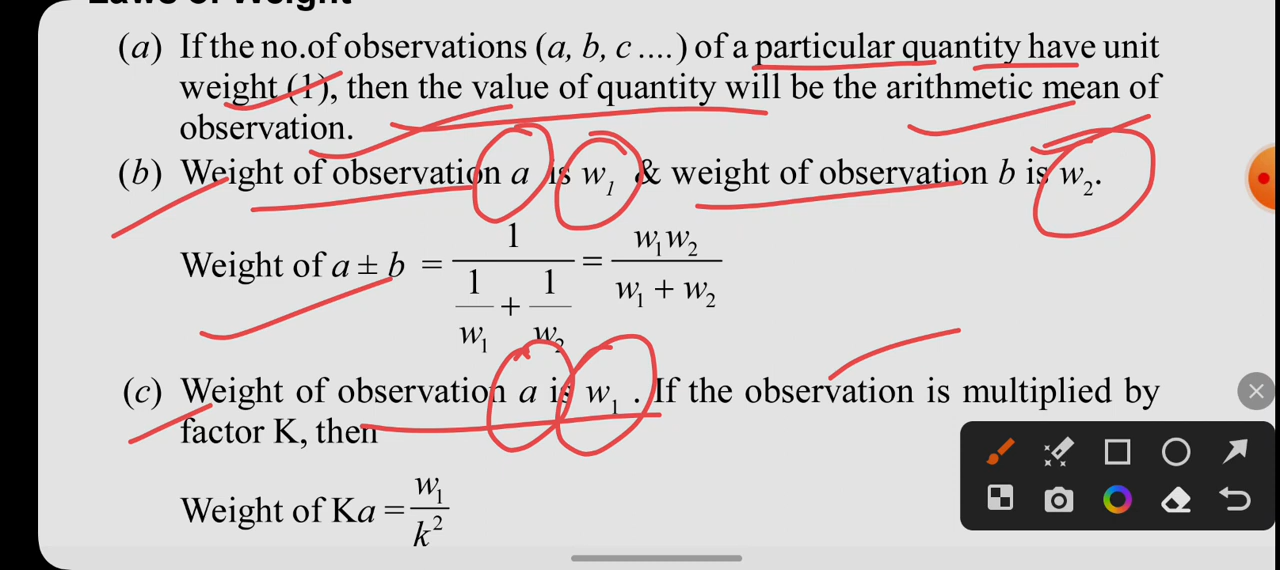 Laws of Weight
(a) If the no.of observations (a, b, c ....) of a particular quantity have unit
weight (1), then the value of quantity will be the arithmetic mean of
observation.
(b) Weight of observation a is w₁ & weight of observation b is w₂.
Weight of a ± b = 1/(1/w₁ + 1/w₂) = w₁w₂/(w₁ + w₂)
(c) Weight of observation a is w₁ . If the observation is multiplied by
factor K, then
Weight of Ka = w₁/k²